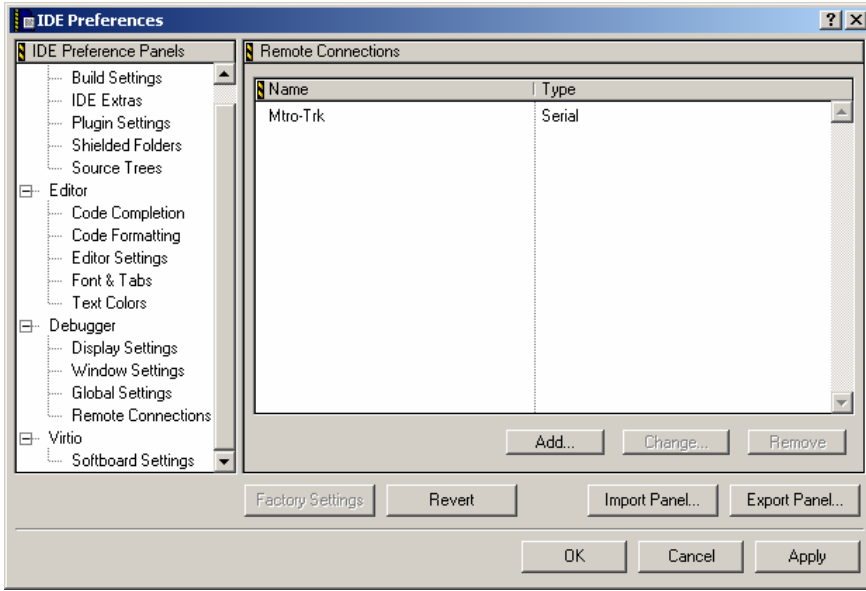 IDE Preferences
IDE Preference Panels
Build Settings
IDE Extras
Plugin Settings
Shielded Folders
Source Trees
Editor
Code Completion
Code Formatting
Editor Settings
Font & Tabs
Text Colors
Debugger
Display Settings
Window Settings
Global Settings
Remote Connections
Virtio
Softboard Settings
Remote Connections
Name Type
Mtro-Trk Serial
Add... Change... Remove
Factory Settings Revert Import Panel... Export Panel...
OK Cancel Apply